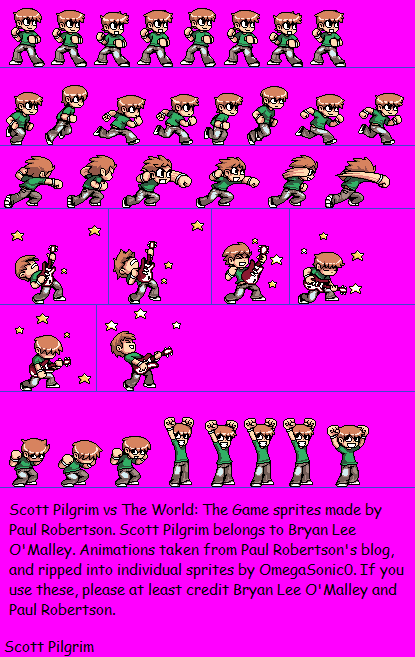 Scott Pilgrim vs The World: The Game sprites made by
Paul Robertson. Scott Pilgrim belongs to Bryan Lee
O'Malley. Animations taken from Paul Robertson's blog,
and ripped into individual sprites by OmegaSonic0. If you
use these, please at least credit Bryan Lee O'Malley and
Paul Robertson.
Scott Pilgrim